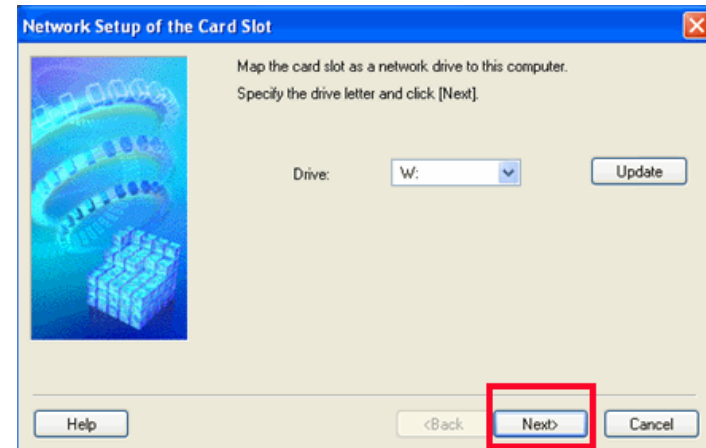 Network Setup of the Card Slot
Map the card slot as a network drive to this computer.
Specify the drive letter and click [Next].
Drive: W: Update
Help <Back Next> Cancel